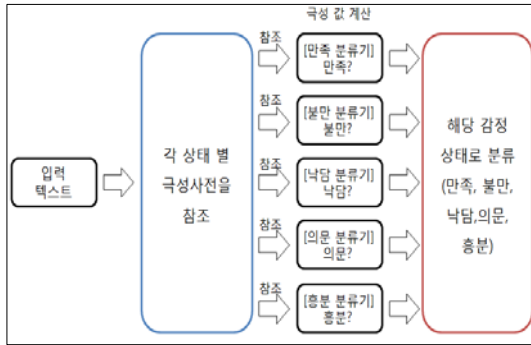 극성 값 계산
입력
텍스트
각 상태 별
극성사전을
참조
참조
[만족 분류기]
만족?
참조
[불만 분류기]
불만?
참조
[낙담 분류기]
낙담?
참조
[의문 분류기]
의문?
참조
[흥분 분류기]
흥분?
해당 감정
상태로 분류
(만족, 불만,
낙담,의문,
흥분)